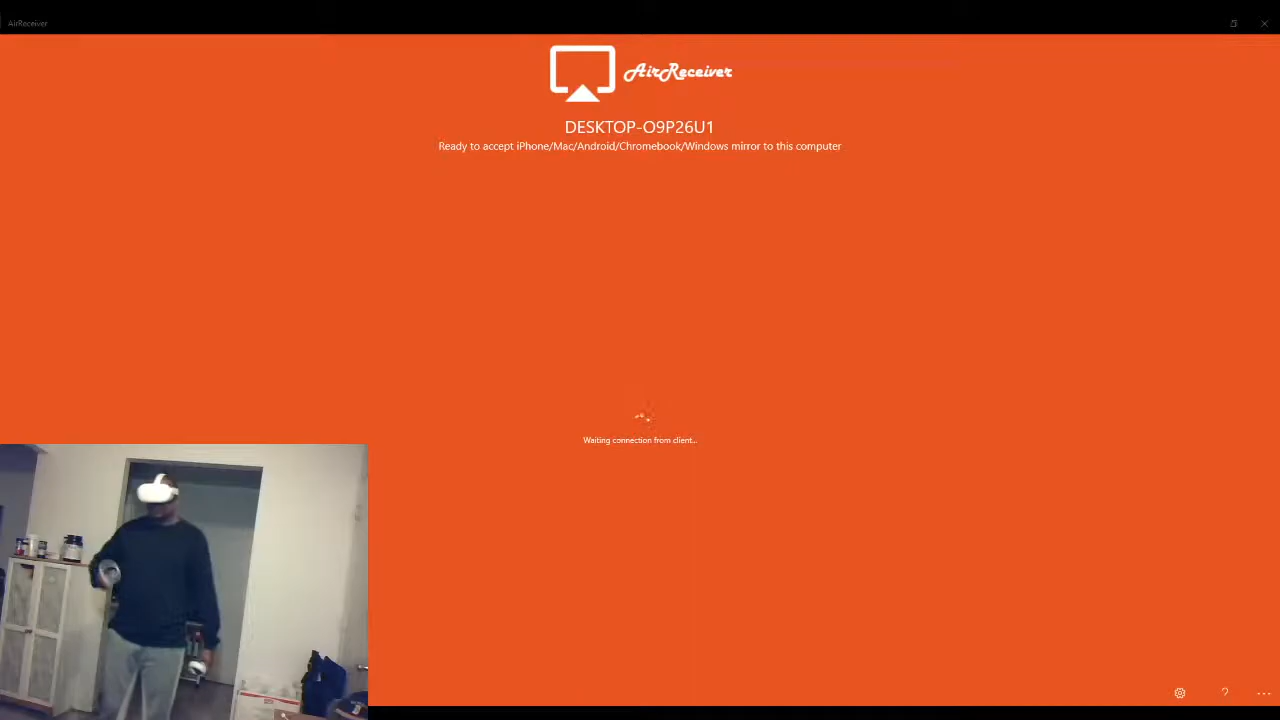 AirReceiver
AirReceiver
DESKTOP-O9P26U1
Ready to accept iPhone/Mac/Android/Chromebook/Windows mirror to this computer
Waiting connection from client...